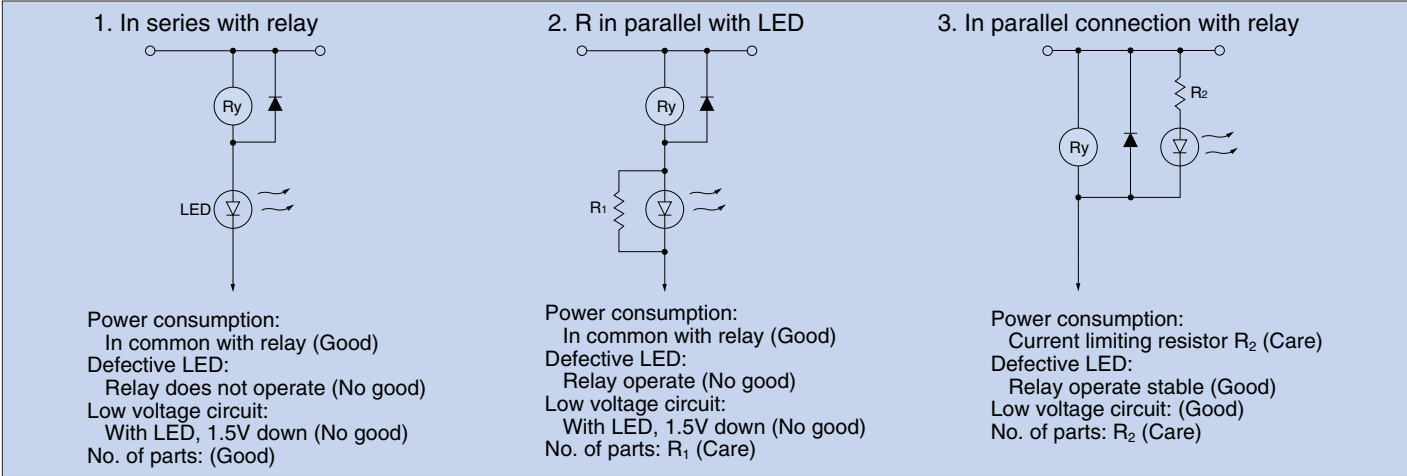 1. In series with relay
Ry
LED
Power consumption:
In common with relay (Good)
Defective LED:
Relay does not operate (No good)
Low voltage circuit:
With LED, 1.5V down (No good)
No. of parts: (Good)
2. R in parallel with LED
Ry
R₁
Power consumption:
In common with relay (Good)
Defective LED:
Relay operate (No good)
Low voltage circuit:
With LED, 1.5V down (No good)
No. of parts: R₁ (Care)
3. In parallel connection with relay
R₂
Ry
Power consumption:
Current limiting resistor R₂ (Care)
Defective LED:
Relay operate stable (Good)
Low voltage circuit: (Good)
No. of parts: R₂ (Care)